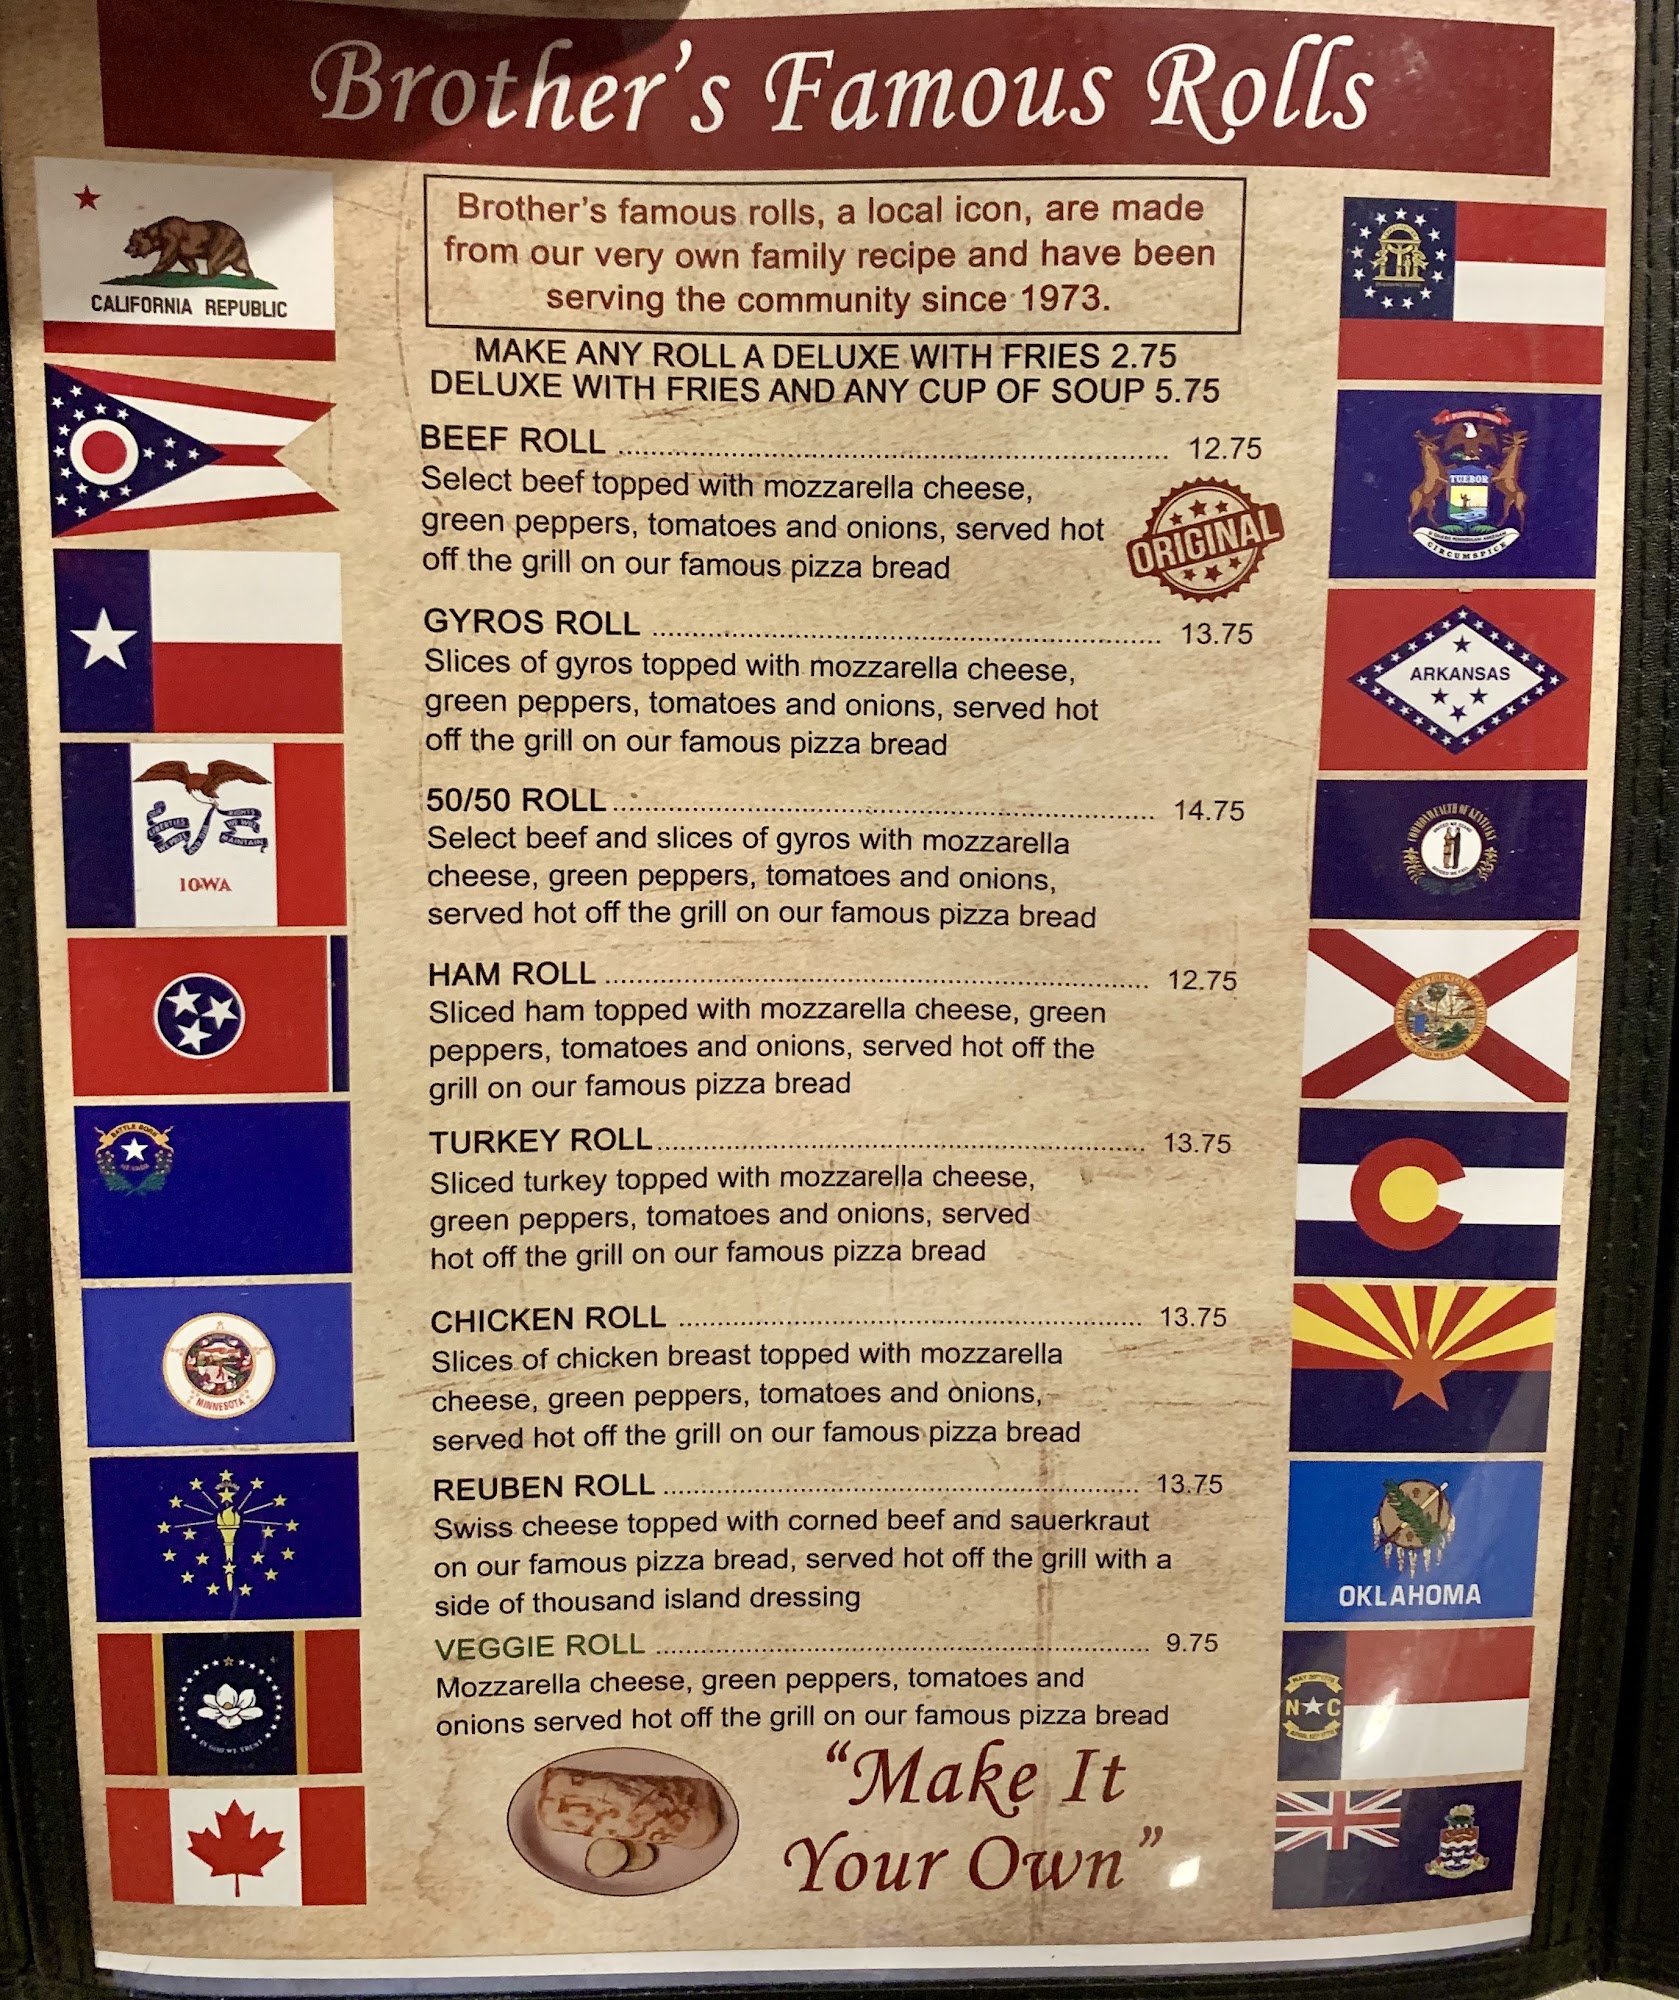 Brother's Famous Rolls
Brother's famous rolls, a local icon, are made
from our very own family recipe and have been
serving the community since 1973.
MAKE ANY ROLL A DELUXE WITH FRIES 2.75
DELUXE WITH FRIES AND ANY CUP OF SOUP 5.75
BEEF ROLL 12.75
Select beef topped with mozzarella cheese,
green peppers, tomatoes and onions, served hot
off the grill on our famous pizza bread
ORIGINAL
GYROS ROLL 13.75
Slices of gyros topped with mozzarella cheese,
green peppers, tomatoes and onions, served hot
off the grill on our famous pizza bread
50/50 ROLL 14.75
Select beef and slices of gyros with mozzarella
cheese, green peppers, tomatoes and onions,
served hot off the grill on our famous pizza bread
HAM ROLL 12.75
Sliced ham topped with mozzarella cheese, green
peppers, tomatoes and onions, served hot off the
grill on our famous pizza bread
TURKEY ROLL 13.75
Sliced turkey topped with mozzarella cheese,
green peppers, tomatoes and onions, served
hot off the grill on our famous pizza bread
CHICKEN ROLL 13.75
Slices of chicken breast topped with mozzarella
cheese, green peppers, tomatoes and onions,
served hot off the grill on our famous pizza bread
REUBEN ROLL 13.75
Swiss cheese topped with corned beef and sauerkraut
on our famous pizza bread, served hot off the grill with a
side of thousand island dressing
VEGGIE ROLL 9.75
Mozzarella cheese, green peppers, tomatoes and
onions served hot off the grill on our famous pizza bread
"Make It
Your Own"
CALIFORNIA REPUBLIC
IOWA
BATTLE BORN
MINNESOTA
IN GOD WE TRUST
TUEBOR
CIRCUMSPICE
ARKANSAS
COMMONWEALTH OF KENTUCKY
OKLAHOMA
N C